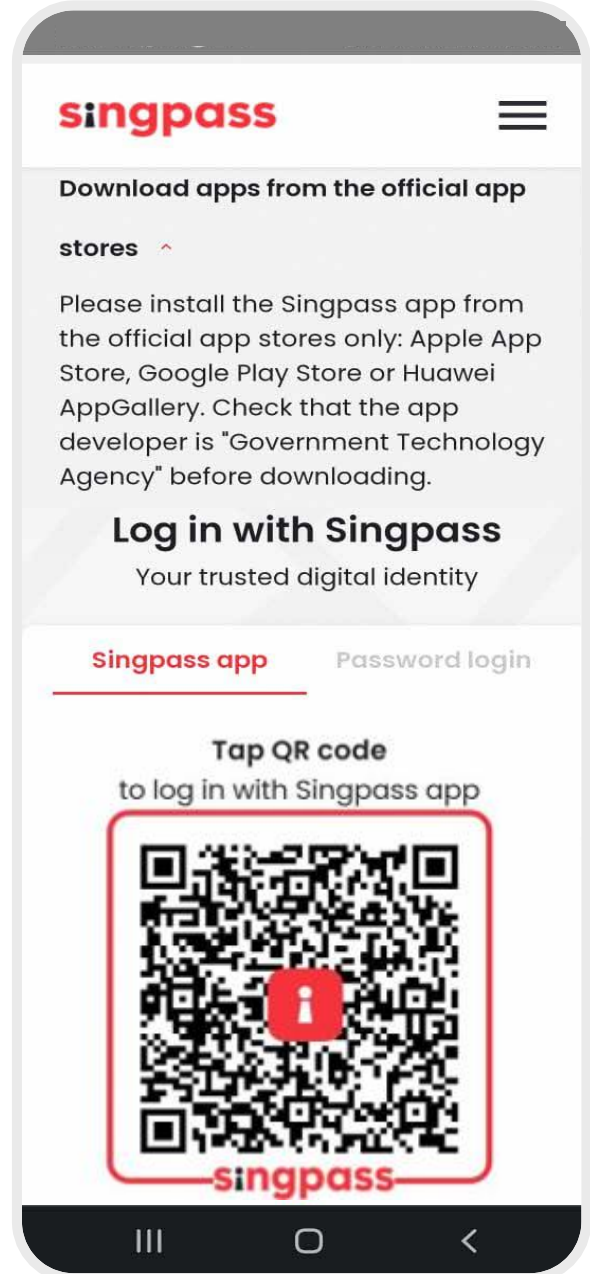 singpass
Download apps from the official app
stores
Please install the Singpass app from
the official app stores only: Apple App
Store, Google Play Store or Huawei
AppGallery. Check that the app
developer is "Government Technology
Agency" before downloading.
Log in with Singpass
Your trusted digital identity
Singpass app Password login
Tap QR code
to log in with Singpass app
singpass